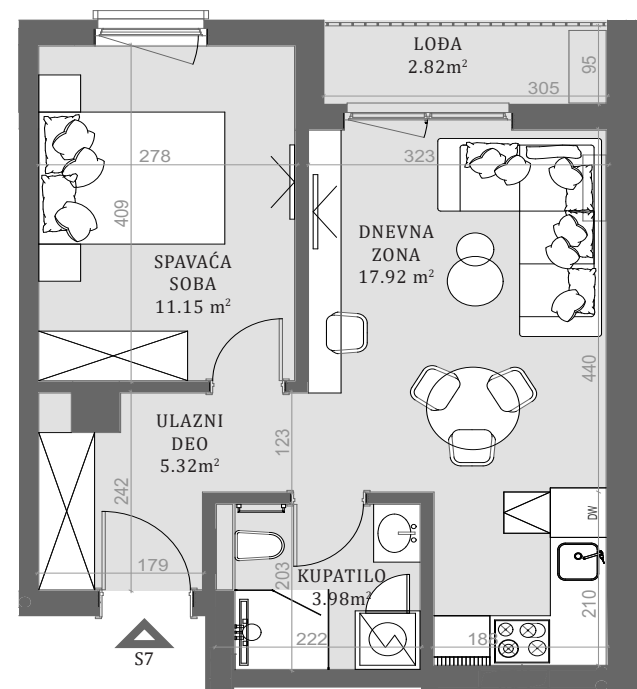 LOĐA
2.82m²
95
305
278
323
409
DNEVNA
ZONA
17.92 m²
SPAVAĆA
SOBA
11.15 m²
440
ULAZNI
DEO
5.32m²
123
242
DW
179
203
KUPATILO
3.98m²
210
222
185
S7